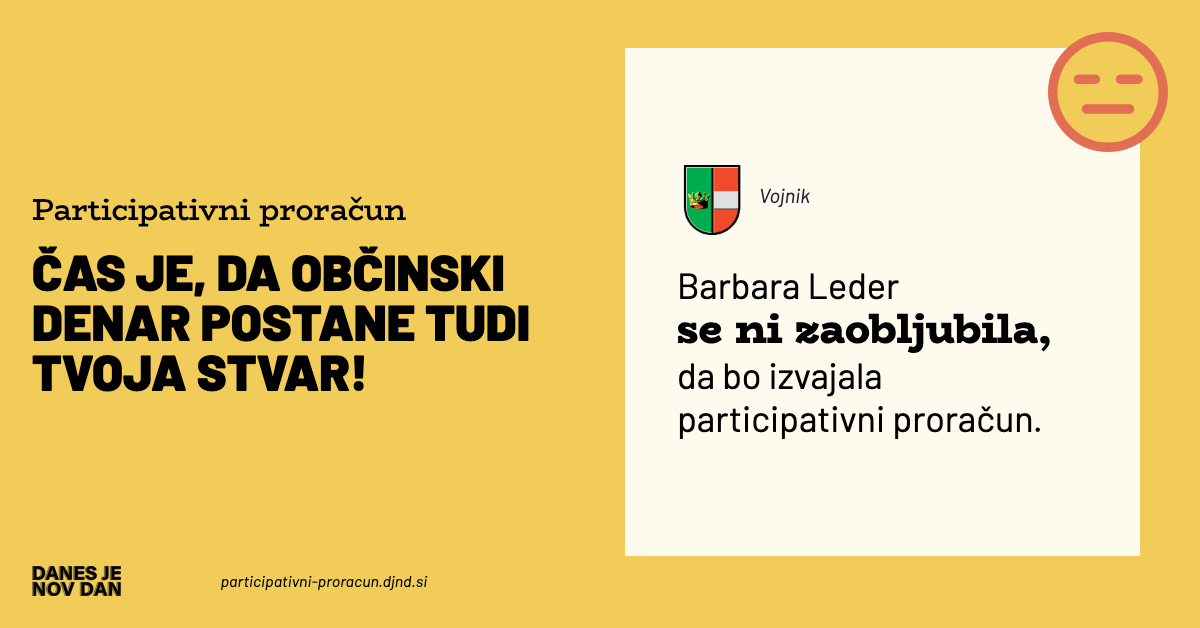 Participativni proračun
ČAS JE, DA OBČINSKI
DENAR POSTANE TUDI
TVOJA STVAR!
DANES JE
NOV DAN
participativni-proracun.djnd.si
Vojnik
Barbara Leder
se ni zaobljubila,
da bo izvajala
participativni proračun.